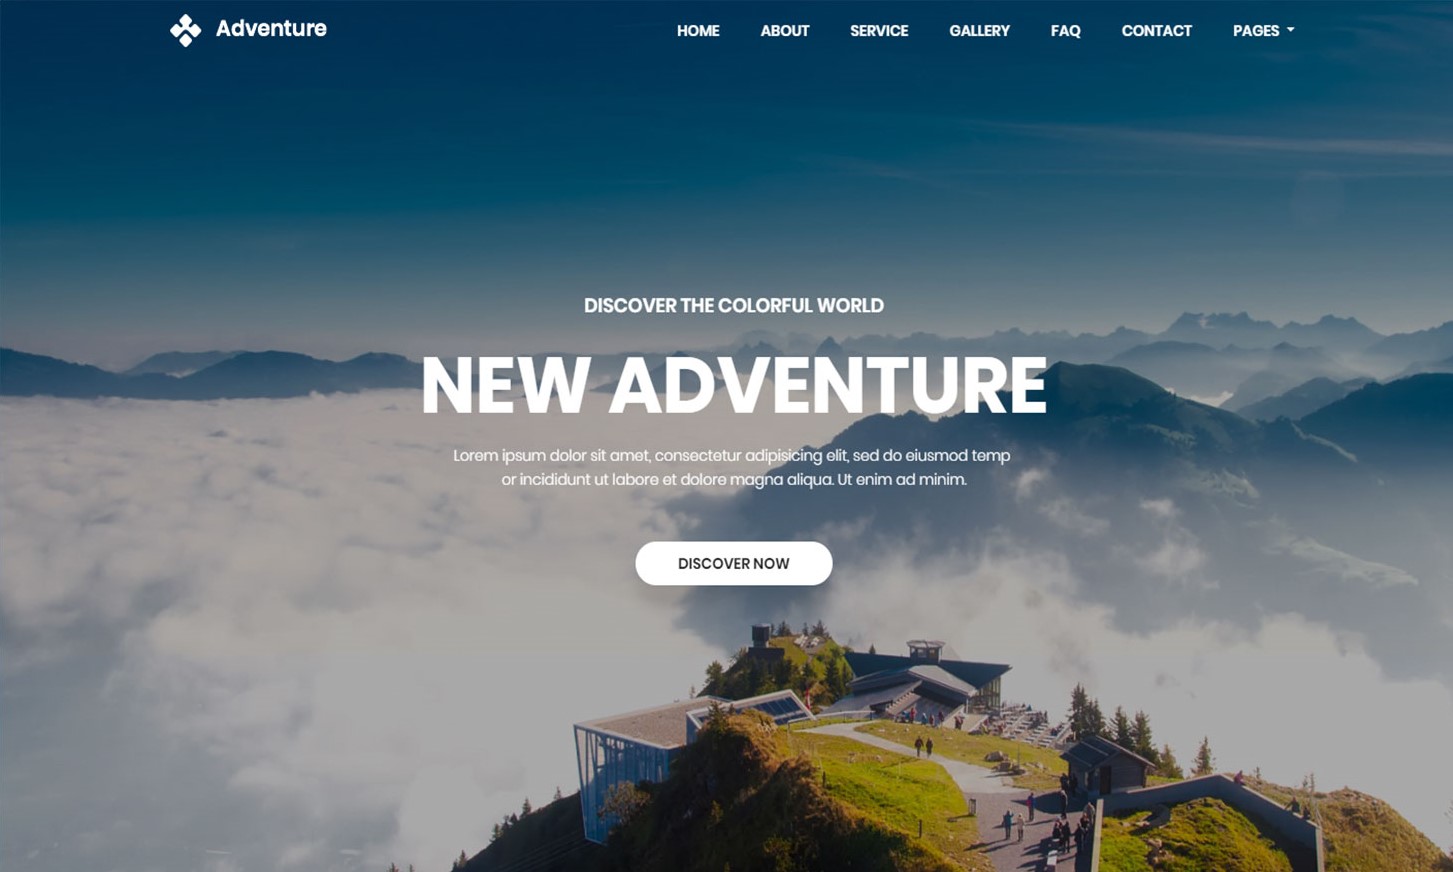 Adventure
HOME ABOUT SERVICE GALLERY FAQ CONTACT PAGES
DISCOVER THE COLORFUL WORLD
NEW ADVENTURE
Lorem ipsum dolor sit amet, consectetur adipisicing elit, sed do eiusmod temp
or incididunt ut labore et dolore magna aliqua. Ut enim ad minim.
DISCOVER NOW